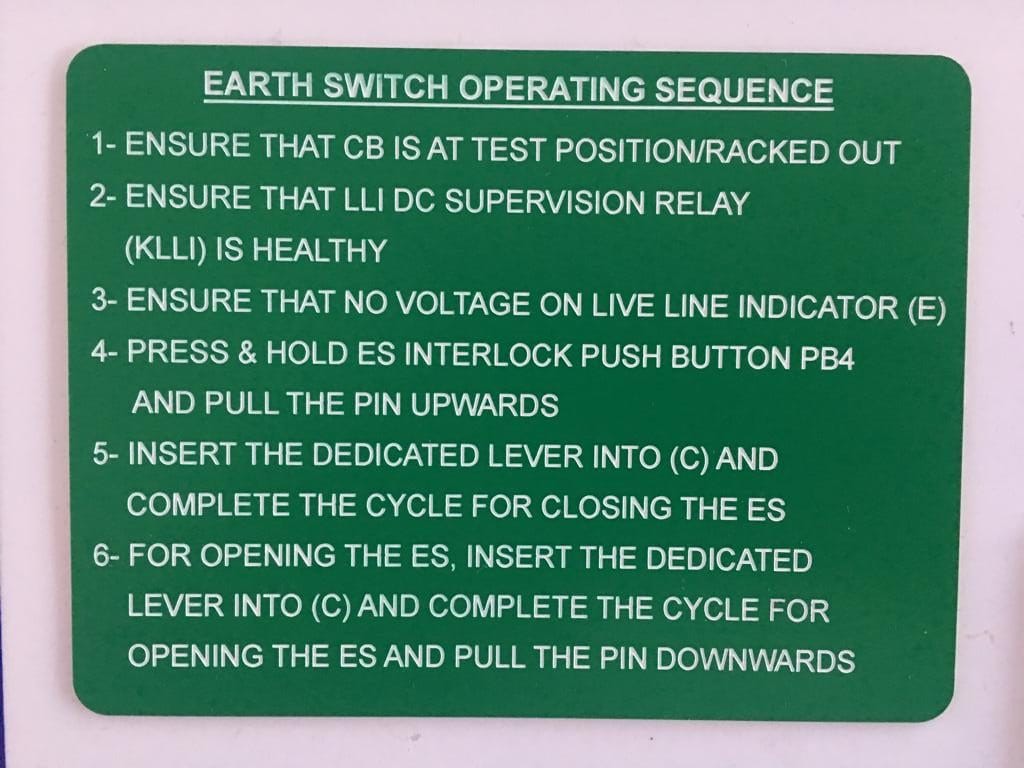 EARTH SWITCH OPERATING SEQUENCE
1- ENSURE THAT CB IS AT TEST POSITION/RACKED OUT
2- ENSURE THAT LLI DC SUPERVISION RELAY
(KLLI) IS HEALTHY
3- ENSURE THAT NO VOLTAGE ON LIVE LINE INDICATOR (E)
4- PRESS & HOLD ES INTERLOCK PUSH BUTTON PB4
AND PULL THE PIN UPWARDS
5- INSERT THE DEDICATED LEVER INTO (C) AND
COMPLETE THE CYCLE FOR CLOSING THE ES
6- FOR OPENING THE ES, INSERT THE DEDICATED
LEVER INTO (C) AND COMPLETE THE CYCLE FOR
OPENING THE ES AND PULL THE PIN DOWNWARDS